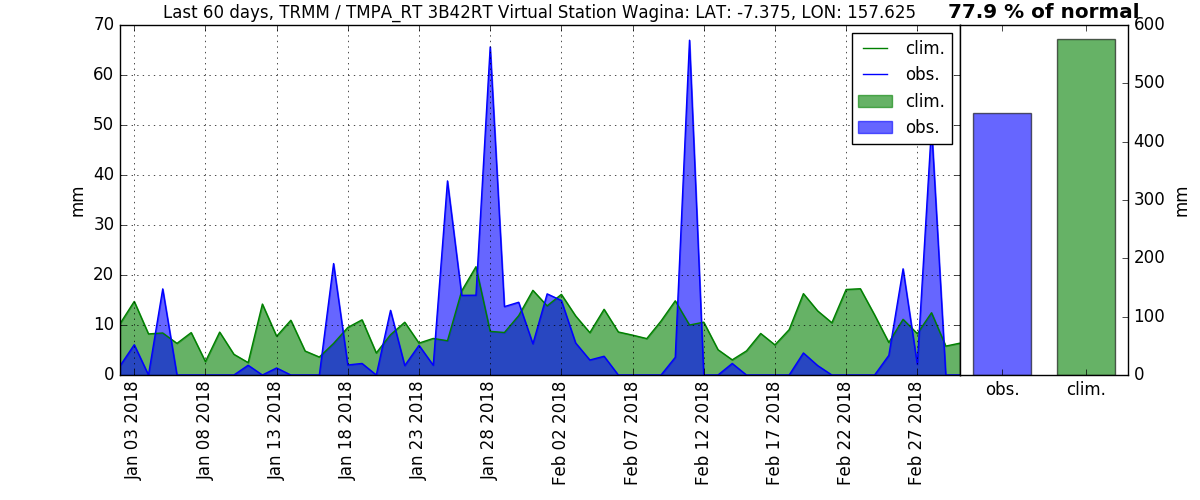 Last 60 days, TRMM / TMPA_RT 3B42RT Virtual Station Wagina: LAT: -7.375, LON: 157.625
77.9 % of normal
70
60
50
40
30
20
10
0
mm
clim.
obs.
clim.
obs.
600
500
400
300
200
100
0
mm
Jan 03 2018
Jan 08 2018
Jan 13 2018
Jan 18 2018
Jan 23 2018
Jan 28 2018
Feb 02 2018
Feb 07 2018
Feb 12 2018
Feb 17 2018
Feb 22 2018
Feb 27 2018
obs.
clim.